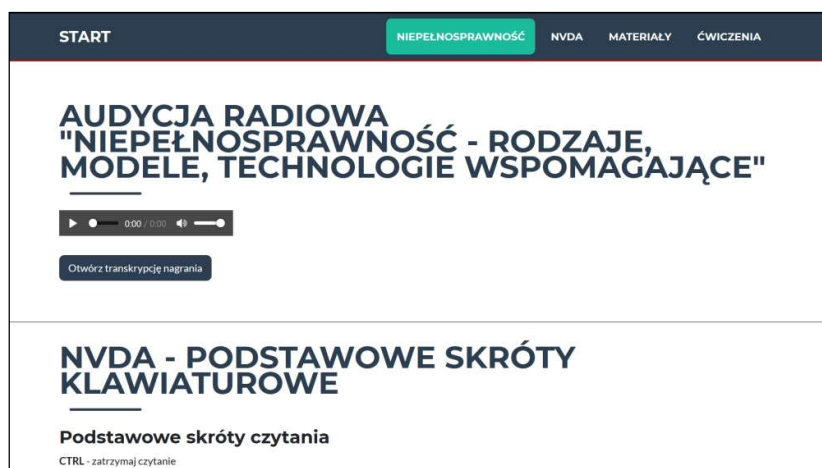 START NIEPEŁNOSPRAWNOŚĆ NVDA MATERIAŁY ĆWICZENIA
AUDYCJA RADIOWA
"NIEPEŁNOSPRAWNOŚĆ - RODZAJE,
MODELE, TECHNOLOGIE WSPOMAGAJĄCE"
0:00 / 0:00
Otwórz transkrypcję nagrania
NVDA - PODSTAWOWE SKRÓTY
KLAWIATUROWE
Podstawowe skróty czytania
CTRL - zatrzymaj czytanie